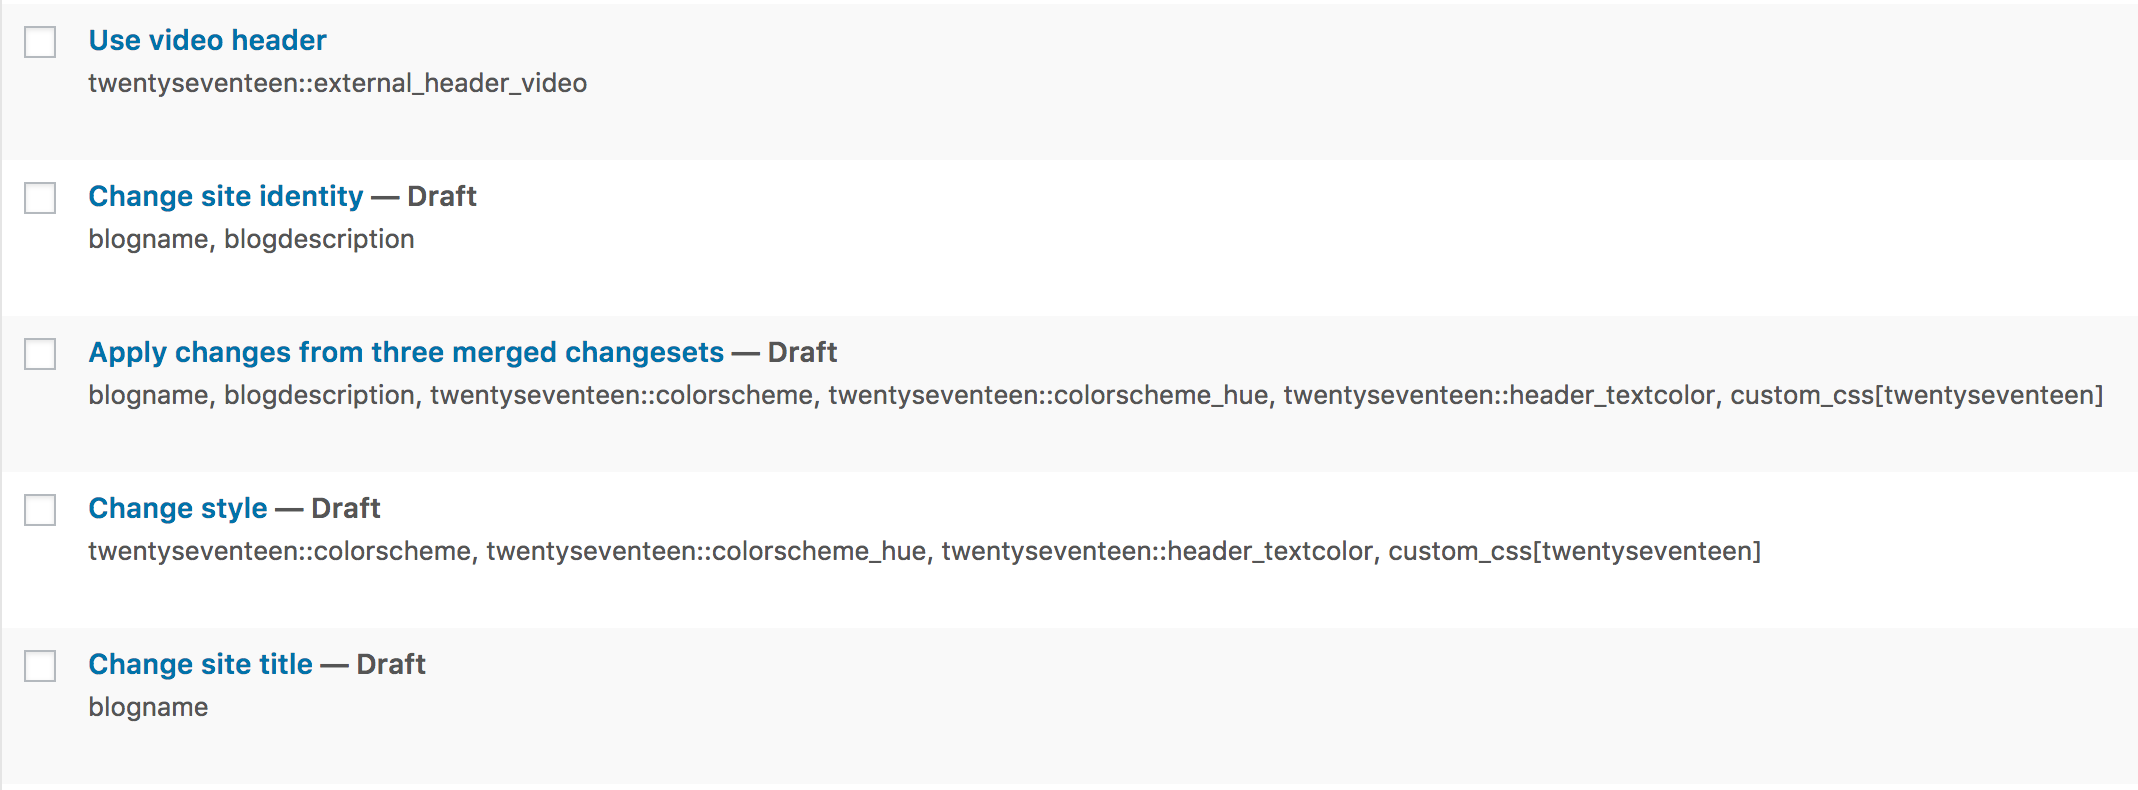 Use video header
twentyseventeen::external_header_video
Change site identity — Draft
blogname, blogdescription
Apply changes from three merged changesets — Draft
blogname, blogdescription, twentyseventeen::colorscheme, twentyseventeen::colorscheme_hue, twentyseventeen::header_textcolor, custom_css[twentyseventeen]
Change style — Draft
twentyseventeen::colorscheme, twentyseventeen::colorscheme_hue, twentyseventeen::header_textcolor, custom_css[twentyseventeen]
Change site title — Draft
blogname